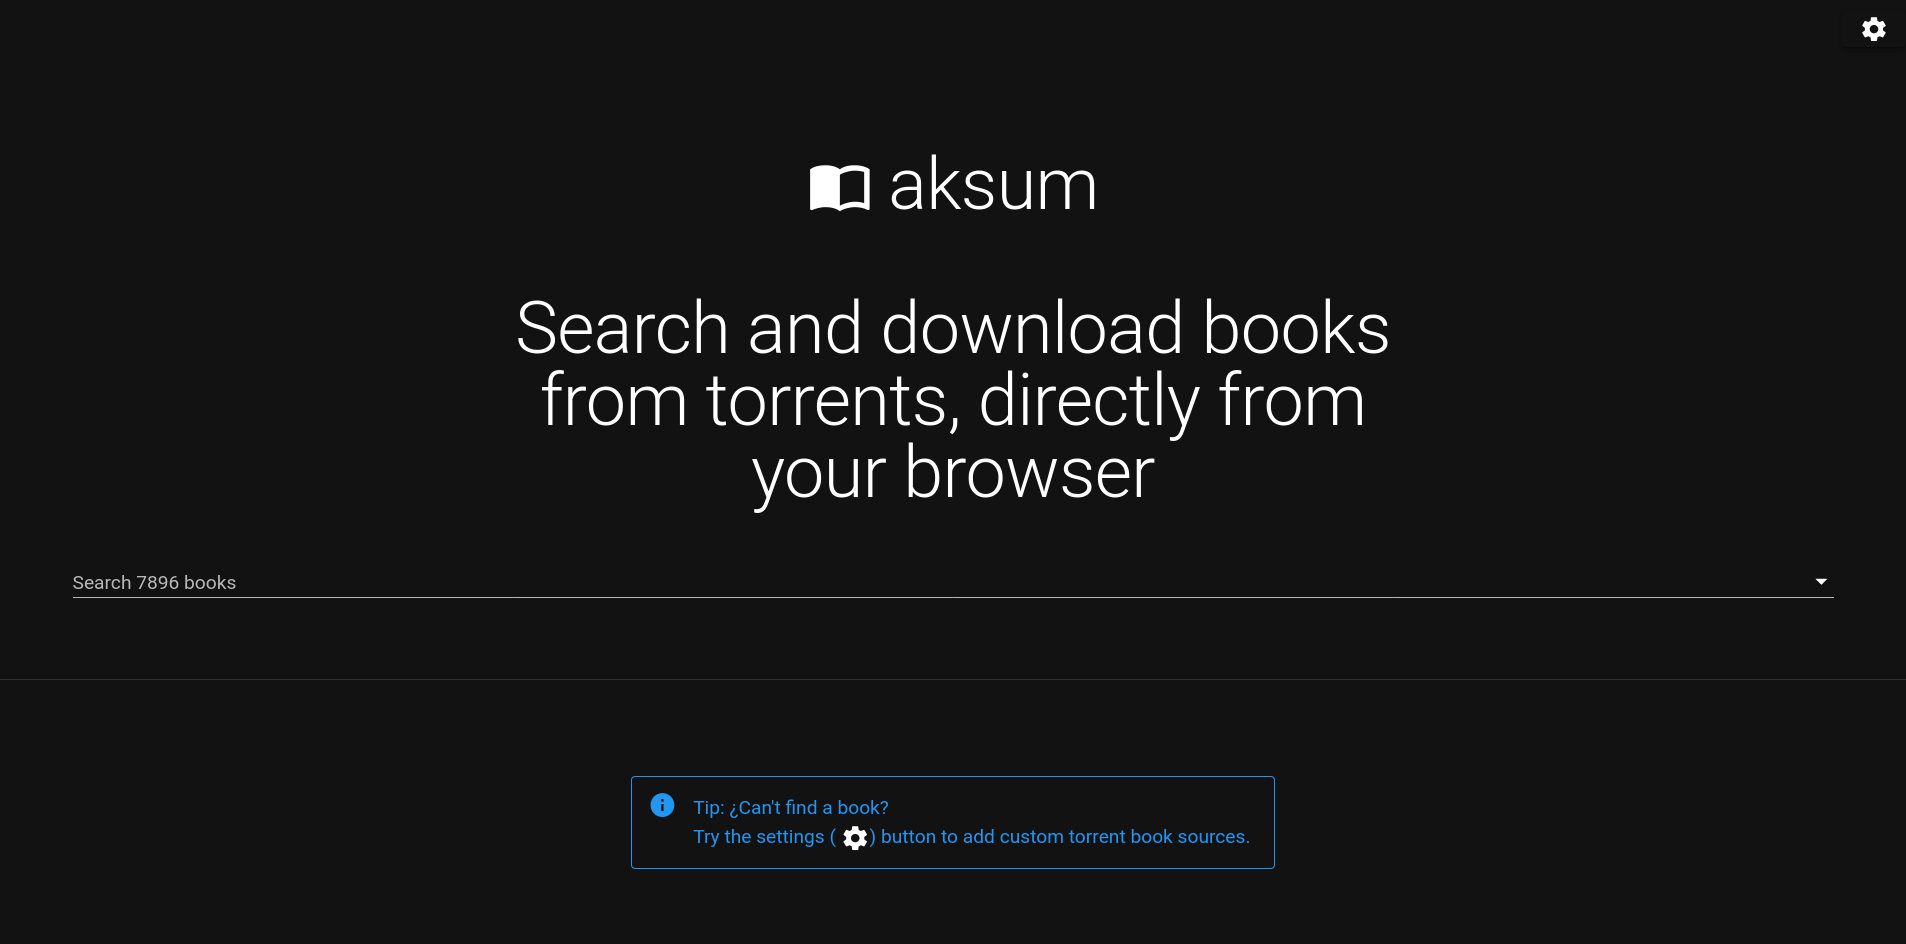 aksum
Search and download books
from torrents, directly from
your browser
Search 7896 books
Tip: ¿Can't find a book?
Try the settings ( ) button to add custom torrent book sources.